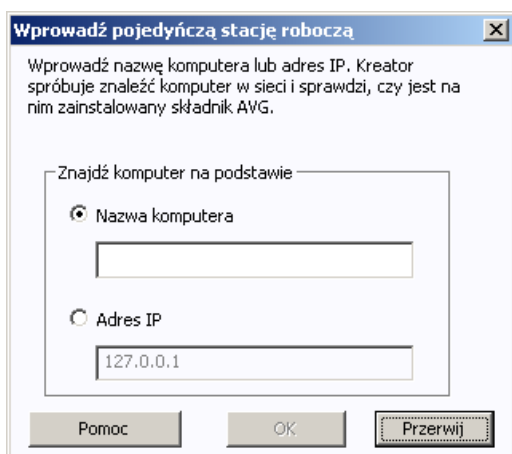 Wprowadź pojedyńczą stację roboczą
Wprowadź nazwę komputera lub adres IP. Kreator
spróbuje znaleźć komputer w sieci i sprawdzi, czy jest na
nim zainstalowany składnik AVG.
Znajdź komputer na podstawie
Nazwa komputera
Adres IP
127.0.0.1
Pomoc
OK
Przerwij